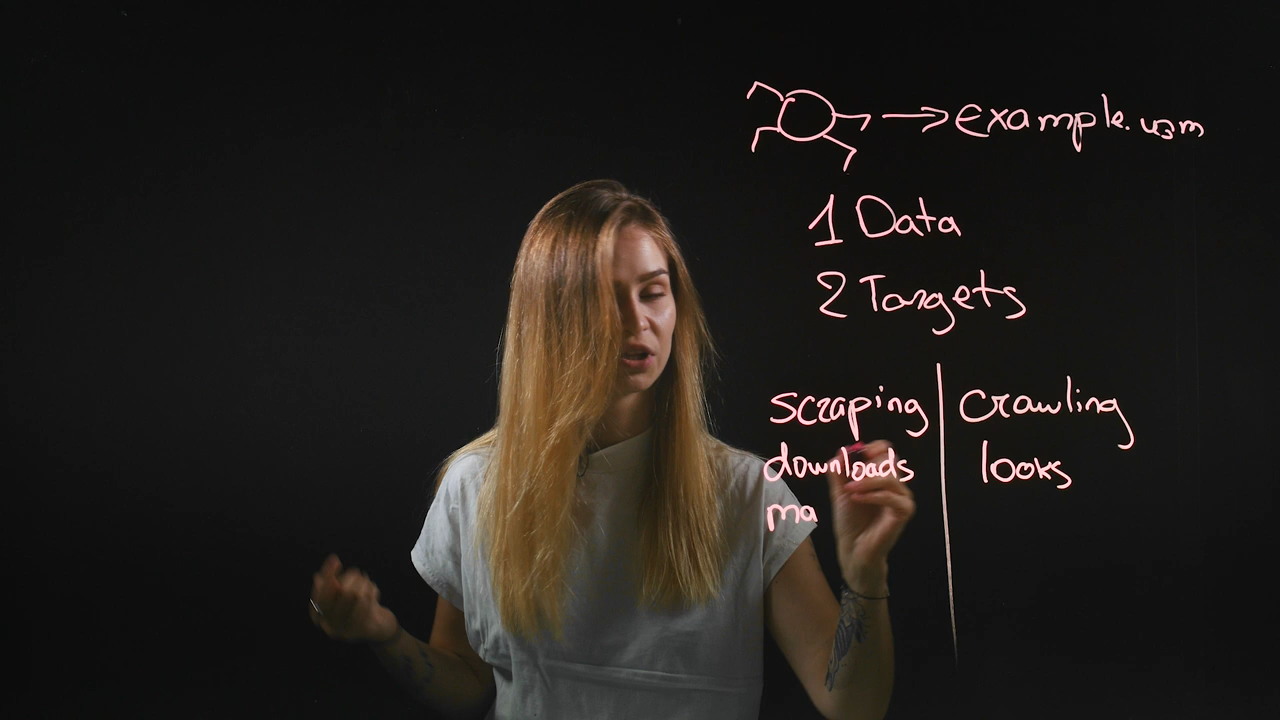 example.com
1 Data
2 Targets
scraping crawling
downloads looks
ma